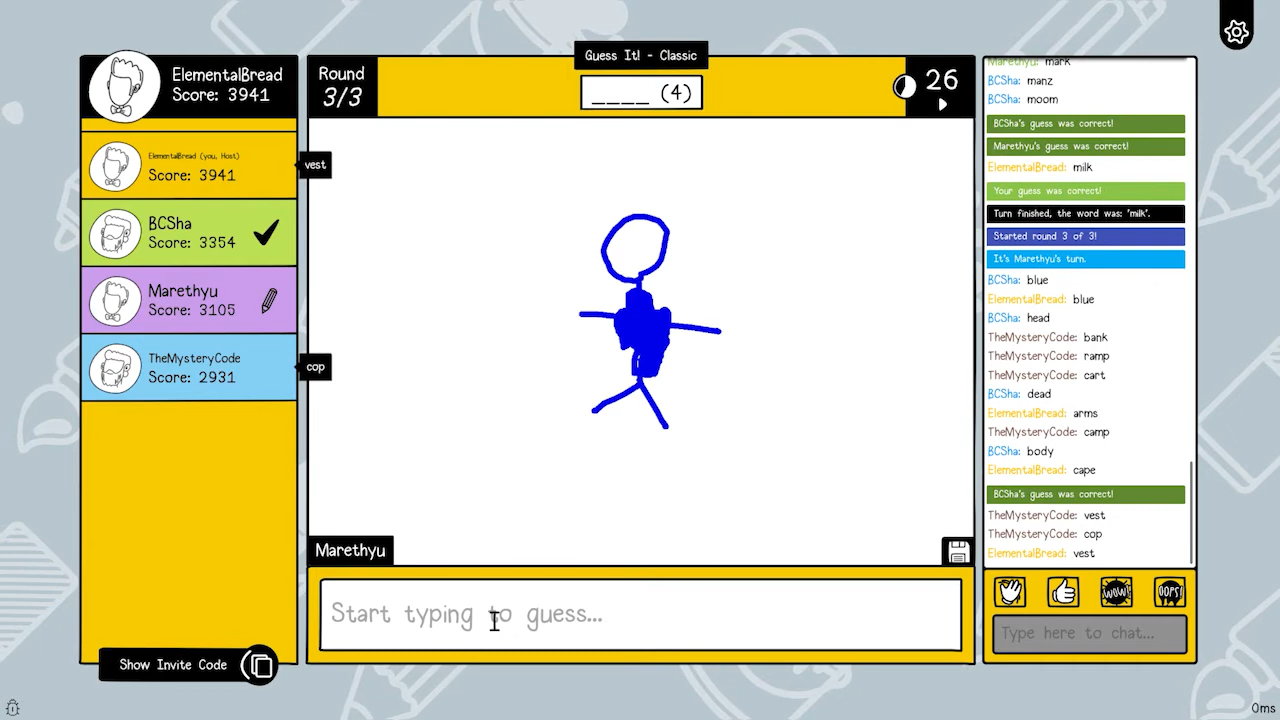 ElementalBread
Score: 3941
ElementalBread (you, Host)
Score: 3941
BCSha
Score: 3354
Marethyu
Score: 3105
TheMysteryCode
Score: 2931
Show Invite Code
vest
cop
Round
3/3
Guess It! - Classic
____ (4)
26
Marethyu
Start typing to guess...
Marethyu: mark
BCSha: manz
BCSha: moom
BCSha's guess was correct!
Marethyu's guess was correct!
ElementalBread: milk
Your guess was correct!
Turn finished, the word was: 'milk'.
Started round 3 of 3!
It's Marethyu's turn.
BCSha: blue
ElementalBread: blue
BCSha: head
TheMysteryCode: bank
TheMysteryCode: ramp
TheMysteryCode: cart
BCSha: dead
ElementalBread: arms
TheMysteryCode: camp
BCSha: body
ElementalBread: cape
BCSha's guess was correct!
TheMysteryCode: vest
TheMysteryCode: cop
ElementalBread: vest
WOW!
OOPS!
Type here to chat...
0ms